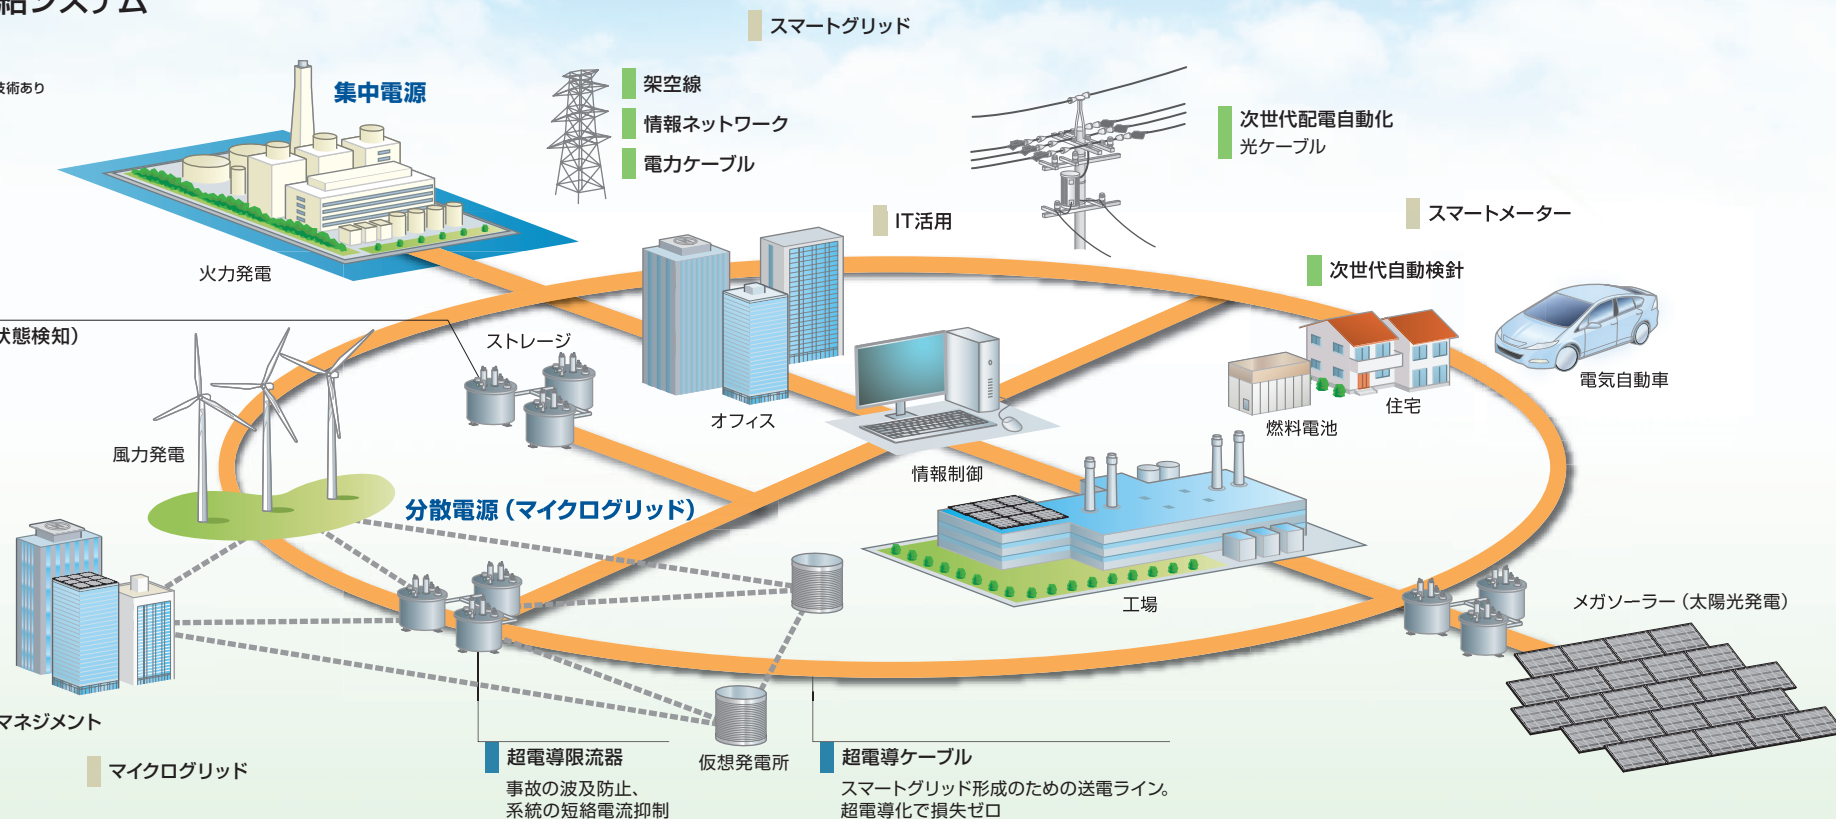 給システム
技術あり
スマートグリッド
集中電源
架空線
情報ネットワーク
電力ケーブル
次世代配電自動化
光ケーブル
火力発電
IT活用
スマートメーター
次世代自動検針
状態検知)
ストレージ
電気自動車
住宅
燃料電池
オフィス
風力発電
情報制御
分散電源(マイクログリッド)
工場
メガソーラー(太陽光発電)
マネジメント
マイクログリッド
超電導限流器
事故の波及防止、
系統の短絡電流抑制
仮想発電所
超電導ケーブル
スマートグリッド形成のための送電ライン。
超電導化で損失ゼロ